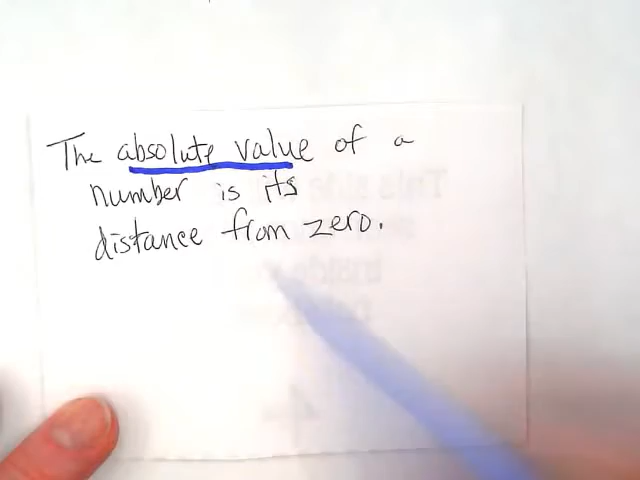 The absolute value of a
number is its
distance from zero.